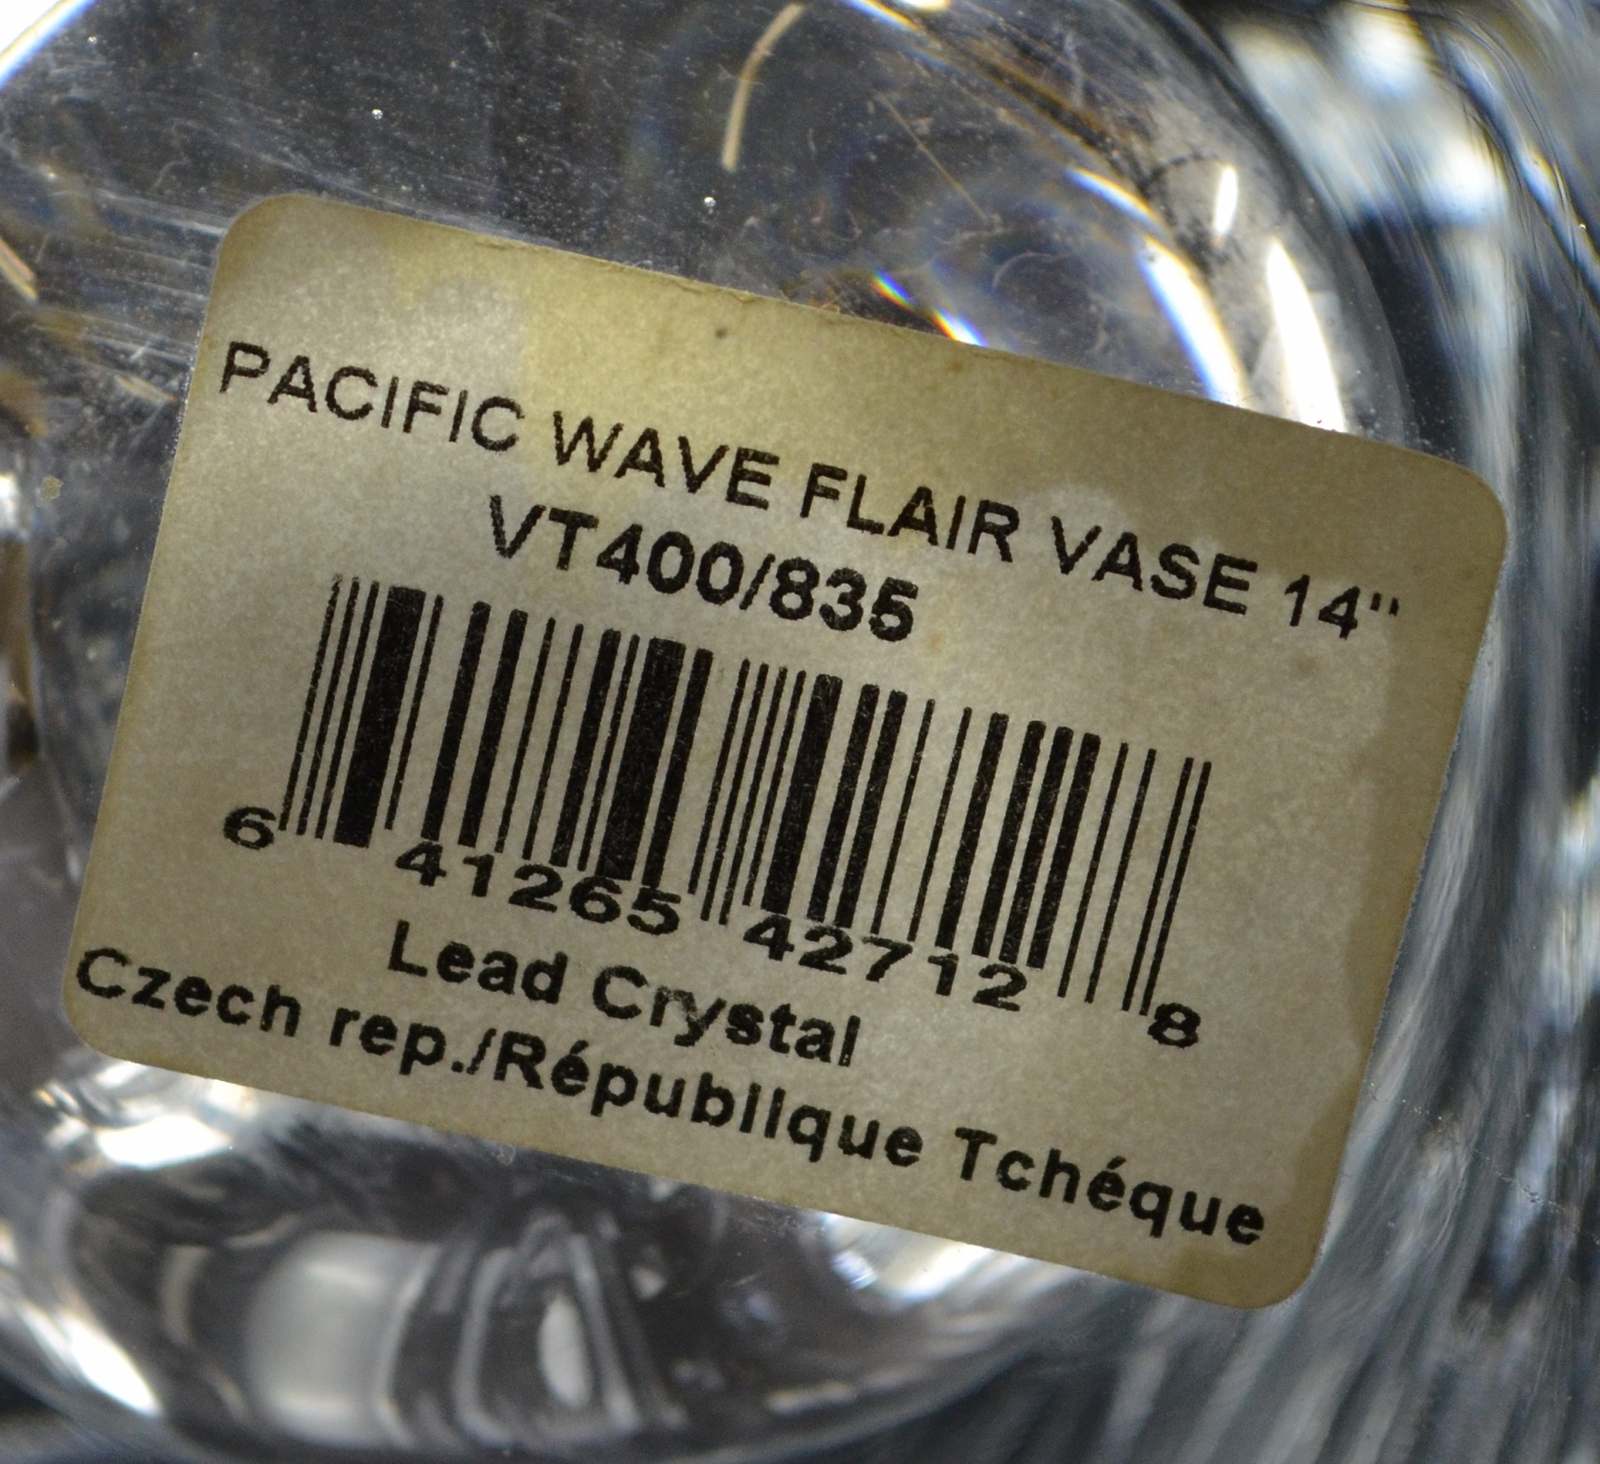 PACIFIC WAVE FLAIR VASE 14"
VT400/835
6 41265 42712 8
Lead Crystal
Czech rep./République Tchéque